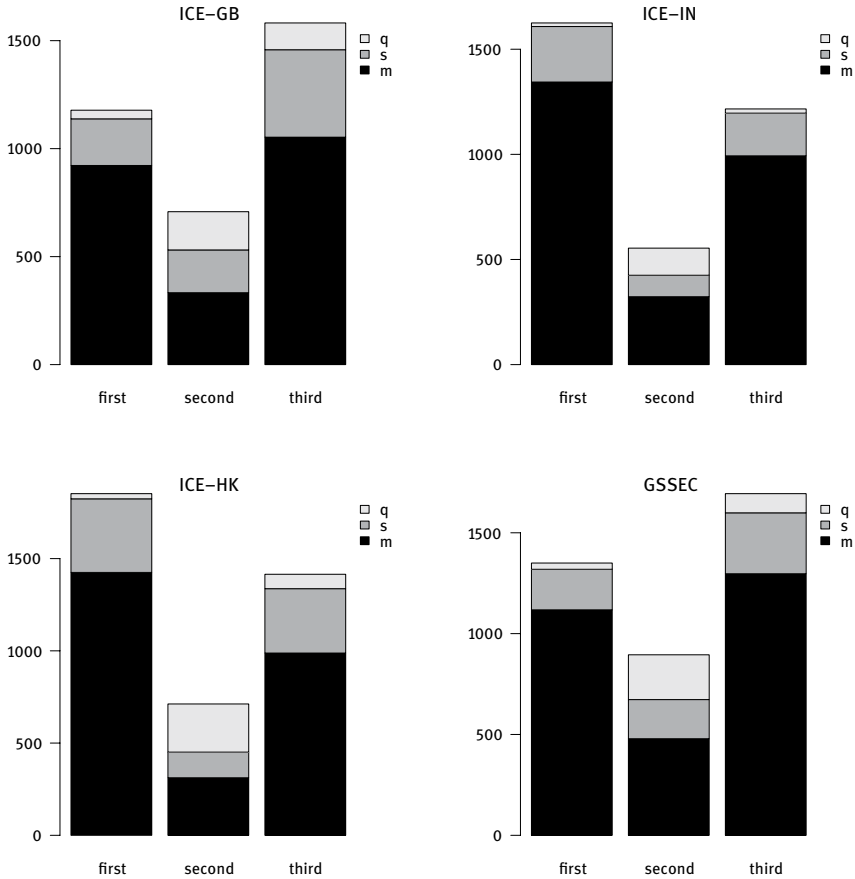 ICE–GB
q
s
m
1500
1000
500
0
first second third
ICE–IN
q
s
m
1500
1000
500
0
first second third
ICE–HK
q
s
m
1500
1000
500
0
first second third
GSSEC
q
s
m
1500
1000
500
0
first second third